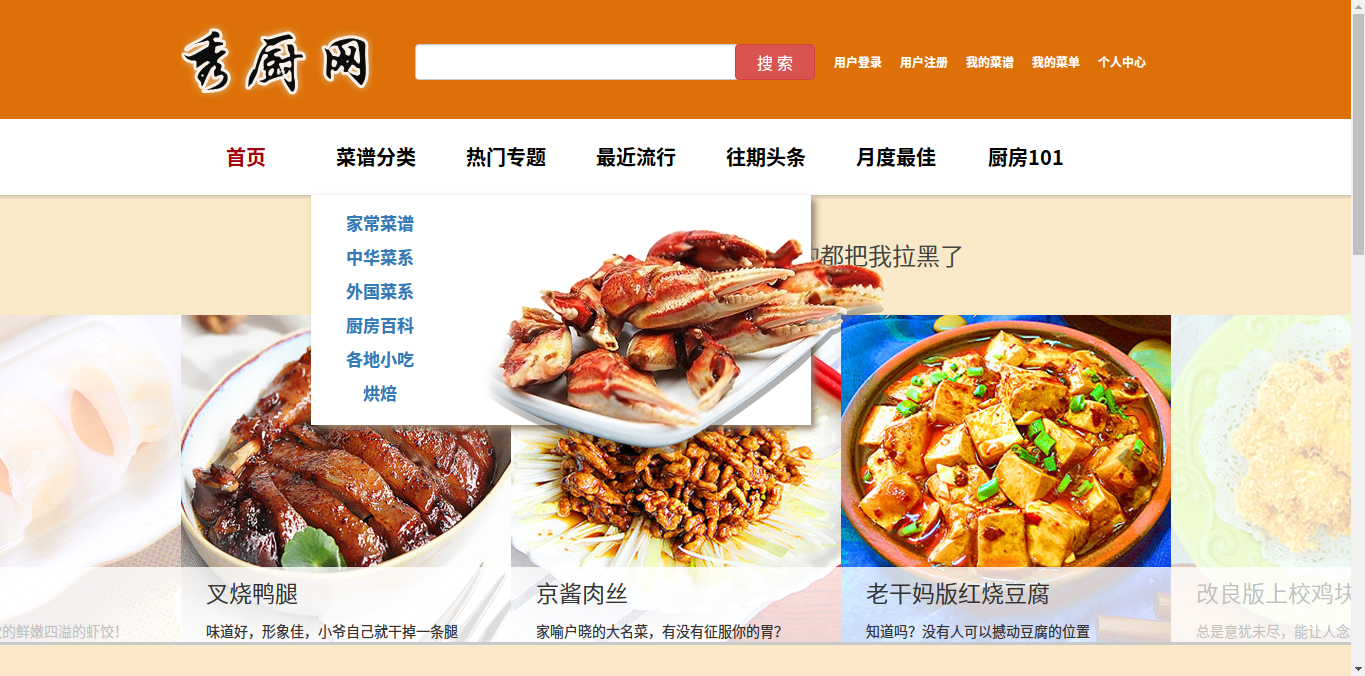 秀厨网
搜 索
用户登录 用户注册 我的菜谱 我的菜单 个人中心
首页 菜谱分类 热门专题 最近流行 往期头条 月度最佳 厨房101
家常菜谱
中华菜系
外国菜系
厨房百科
各地小吃
烘焙
都把我拉黑了
叉烧鸭腿 京酱肉丝 老干妈版红烧豆腐 改良版上校鸡块
的鲜嫩四溢的虾饺！ 味道好，形象佳，小爷自己就干掉一条腿 家喻户晓的大名菜，有没有征服你的胃？ 知道吗？没有人可以撼动豆腐的位置 总是意犹未尽，能让人念